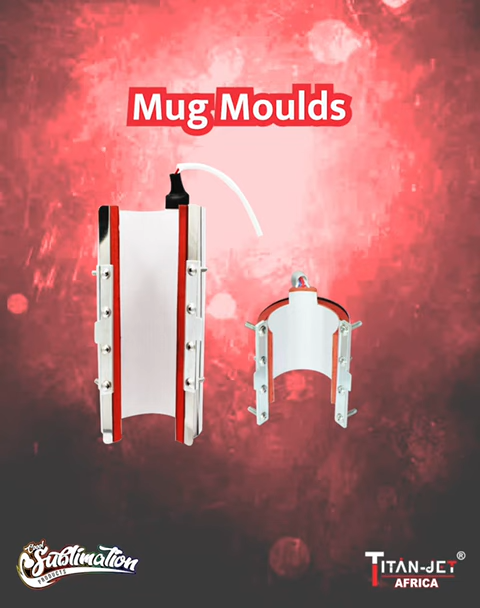 Mug Moulds
Cool
Sublimation
PRODUCTS
TITAN-JET®
AFRICA